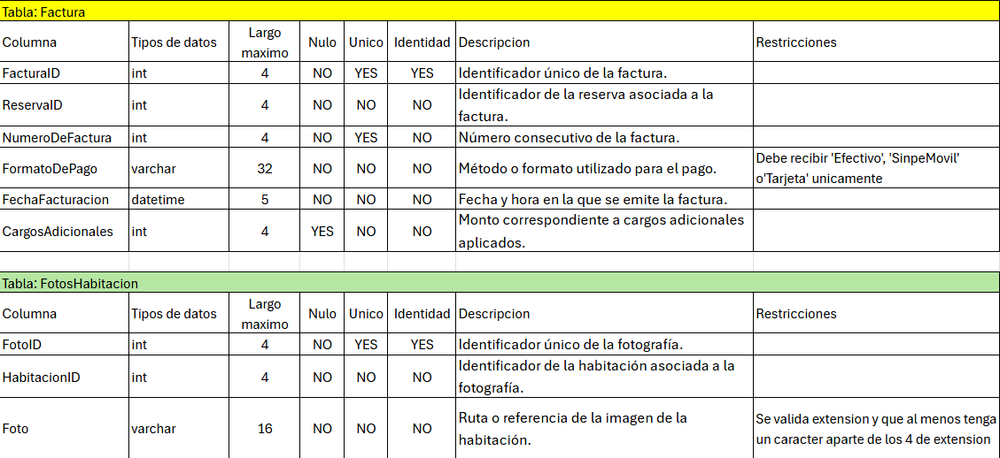 Tabla: Factura
Columna Tipos de datos Largo maximo Nulo Unico Identidad Descripcion Restricciones
FacturaID int 4 NO YES YES Identificador único de la factura.
ReservaID int 4 NO NO NO Identificador de la reserva asociada a la factura.
NumeroDeFactura int 4 NO YES NO Número consecutivo de la factura.
FormatoDePago varchar 32 NO NO NO Método o formato utilizado para el pago. Debe recibir 'Efectivo', 'SinpeMovil' o'Tarjeta' unicamente
FechaFacturacion datetime 5 NO NO NO Fecha y hora en la que se emite la factura.
CargosAdicionales int 4 YES NO NO Monto correspondiente a cargos adicionales aplicados.
Tabla: FotosHabitacion
Columna Tipos de datos Largo maximo Nulo Unico Identidad Descripcion Restricciones
FotoID int 4 NO YES YES Identificador único de la fotografía.
HabitacionID int 4 NO NO NO Identificador de la habitación asociada a la fotografía.
Foto varchar 16 NO NO NO Ruta o referencia de la imagen de la habitación. Se valida extension y que al menos tenga un caracter aparte de los 4 de extension